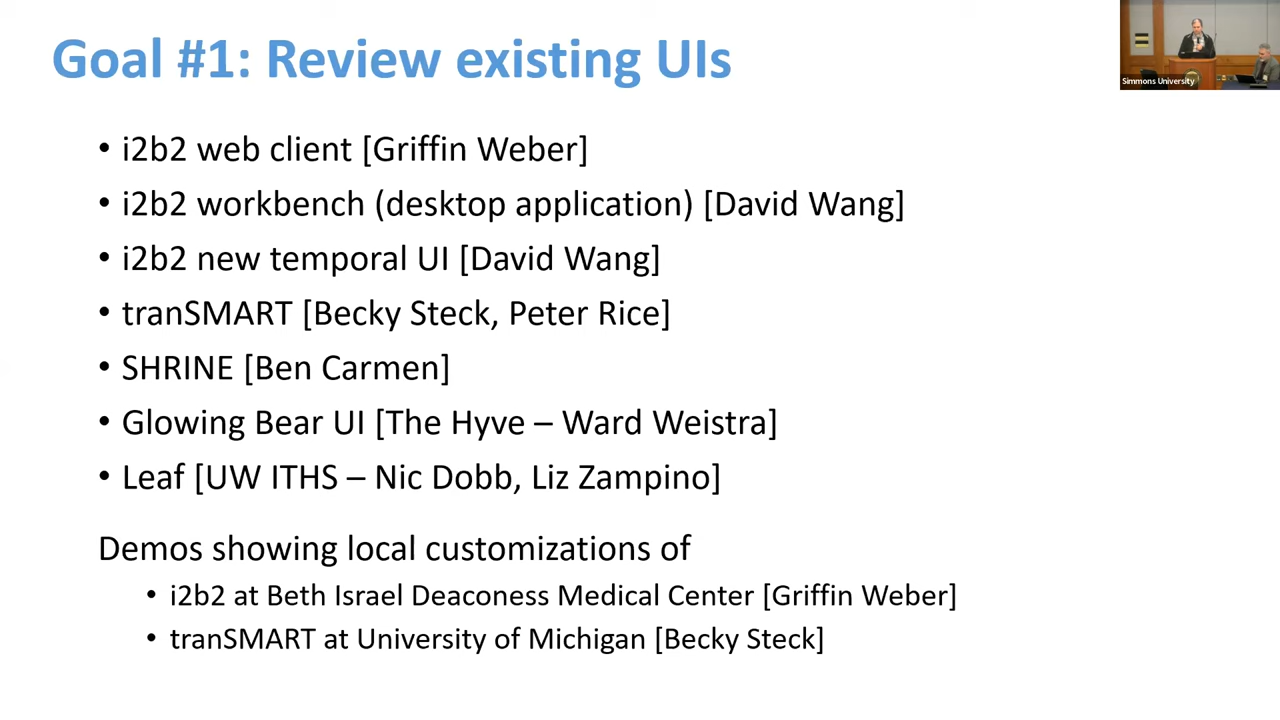 Goal #1: Review existing UIs
Simmons University
• i2b2 web client [Griffin Weber]
• i2b2 workbench (desktop application) [David Wang]
• i2b2 new temporal UI [David Wang]
• tranSMART [Becky Steck, Peter Rice]
• SHRINE [Ben Carmen]
• Glowing Bear UI [The Hyve – Ward Weistra]
• Leaf [UW ITHS – Nic Dobb, Liz Zampino]
Demos showing local customizations of
• i2b2 at Beth Israel Deaconess Medical Center [Griffin Weber]
• tranSMART at University of Michigan [Becky Steck]